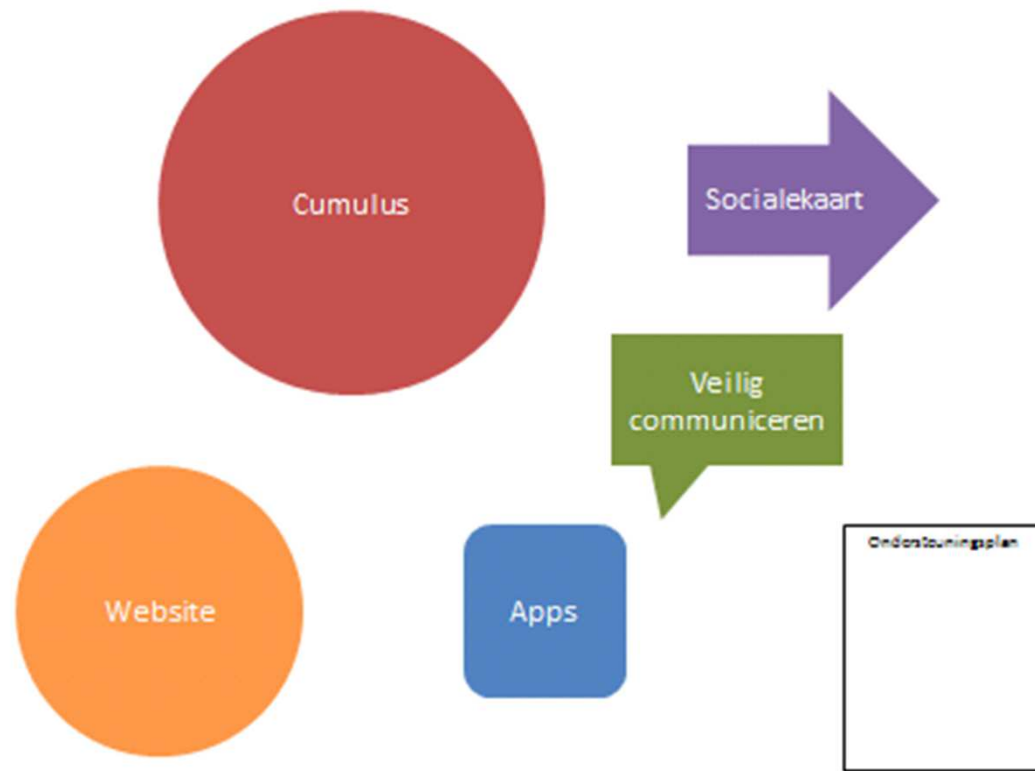 Cumulus
Socialekaart
Veilig
communiceren
Website
Apps
Ondersteuningsplan